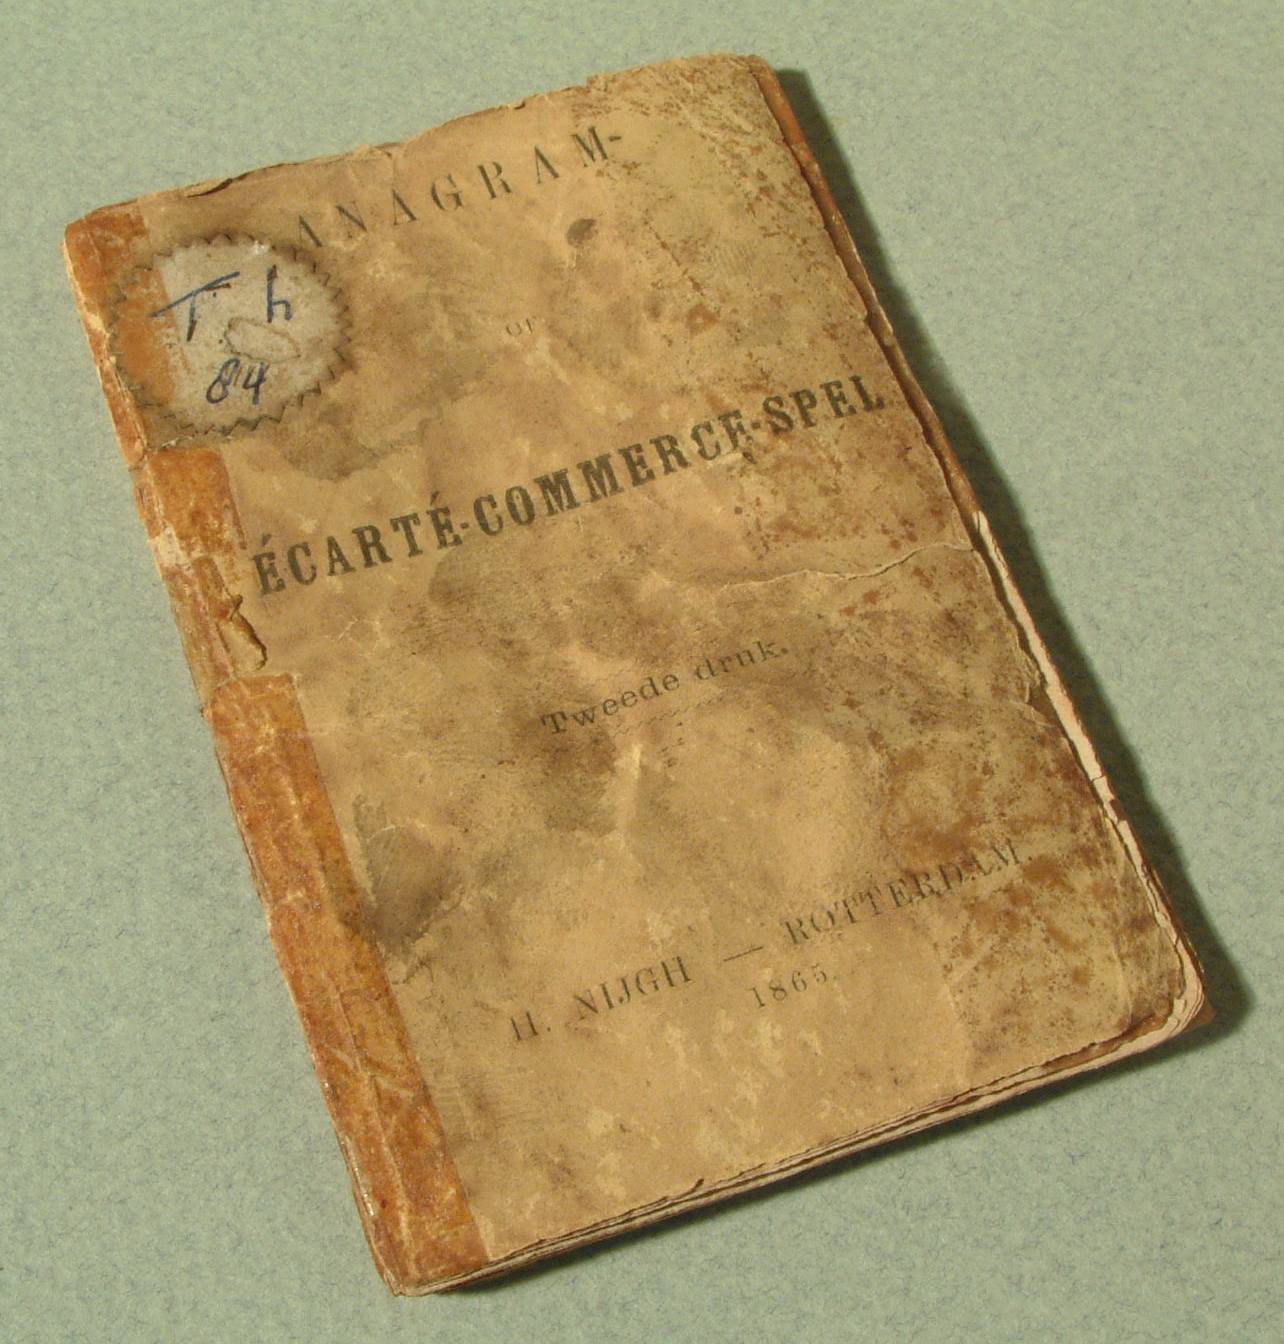 ANAGRAM-
T. h
84
OF
ÉCARTÉ-COMMERCE-SPEL
Tweede druk.
H. NIJGH — ROTTERDAM.
1865.